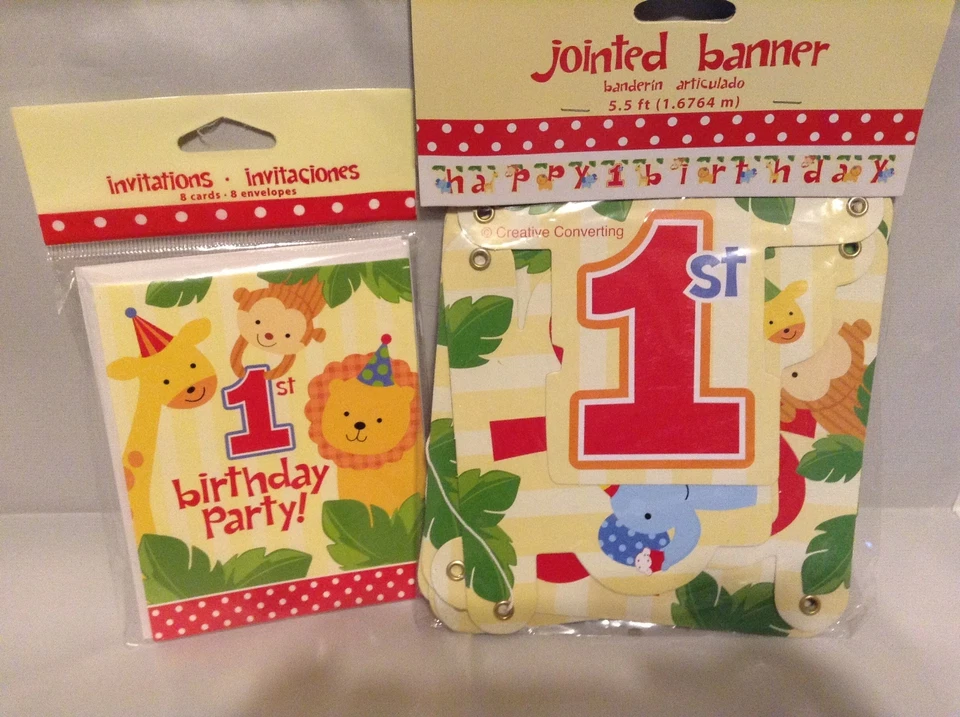 invitations · invitaciones
8 cards · 8 envelopes
1st
birthday
party!
jointed banner
banderín articulado
5.5 ft (1.6764 m)
happy 1 birthday
© Creative Converting
1st